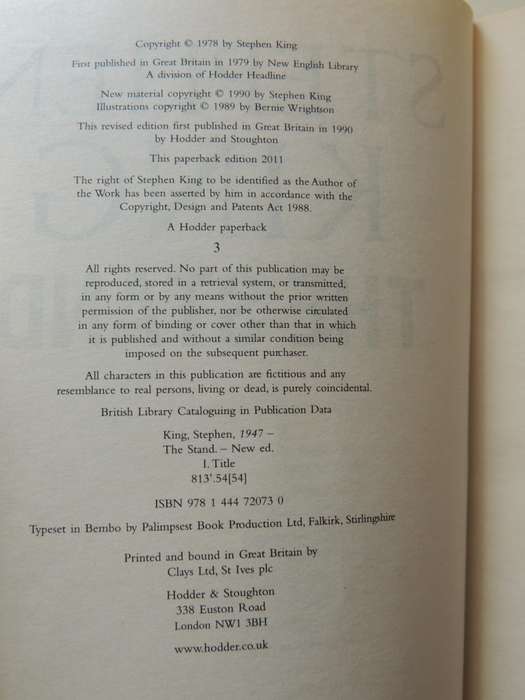 Copyright © 1978 by Stephen King
First published in Great Britain in 1979 by New English Library
A division of Hodder Headline
New material copyright © 1990 by Stephen King
Illustrations copyright © 1989 by Bernie Wrightson
This revised edition first published in Great Britain in 1990
by Hodder and Stoughton
This paperback edition 2011
The right of Stephen King to be identified as the Author of
the Work has been asserted by him in accordance with the
Copyright, Design and Patents Act 1988.
A Hodder paperback
3
All rights reserved. No part of this publication may be
reproduced, stored in a retrieval system, or transmitted,
in any form or by any means without the prior written
permission of the publisher, nor be otherwise circulated
in any form of binding or cover other than that in which
it is published and without a similar condition being
imposed on the subsequent purchaser.
All characters in this publication are fictitious and any
resemblance to real persons, living or dead, is purely coincidental.
British Library Cataloguing in Publication Data
King, Stephen, 1947 –
The Stand. – New ed.
I. Title
813'.54[54]
ISBN 978 1 444 72073 0
Typeset in Bembo by Palimpsest Book Production Ltd, Falkirk, Stirlingshire
Printed and bound in Great Britain by
Clays Ltd, St Ives plc
Hodder & Stoughton
338 Euston Road
London NW1 3BH
www.hodder.co.uk